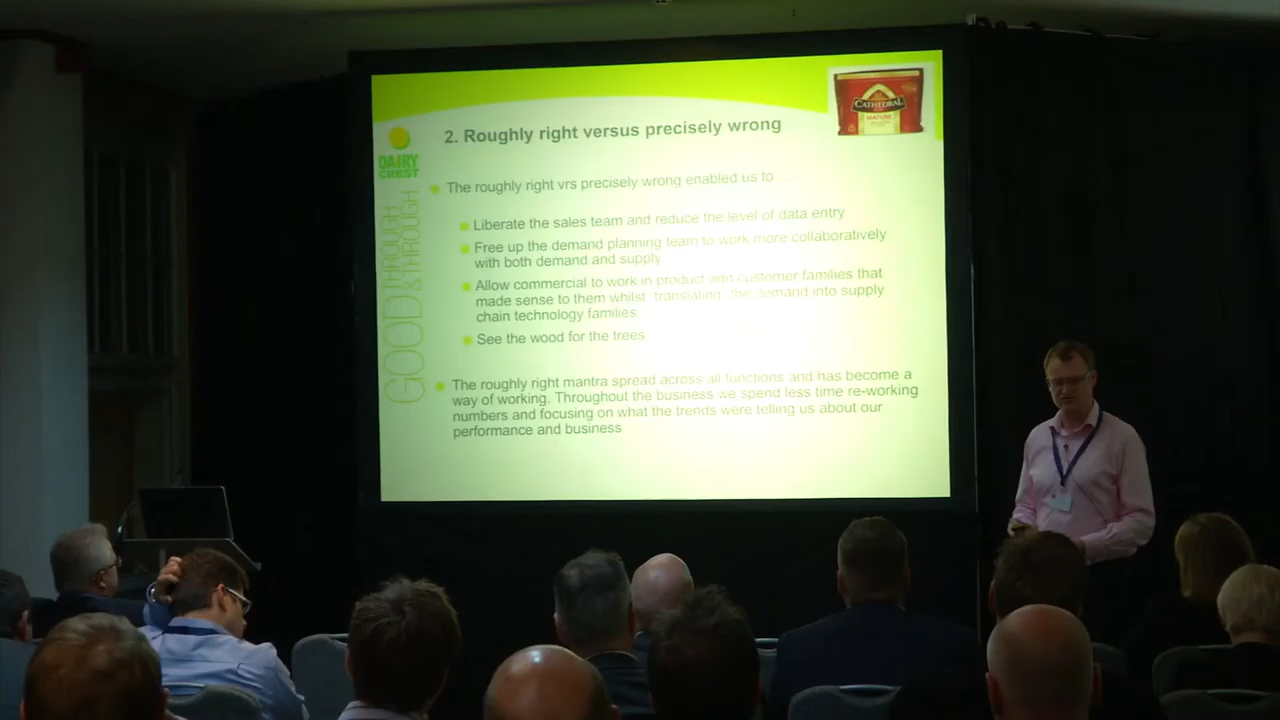 2. Roughly right versus precisely wrong
CATHEDRAL
MATURE
DAIRY
CREST
GOOD THROUGH
& THROUGH
The roughly right vrs precisely wrong enabled us to
Liberate the sales team and reduce the level of data entry
Free up the demand planning team to work more collaboratively
with both demand and supply
Allow commercial to work in product and customer families that
made sense to them whilst translating the demand into supply
chain technology families
See the wood for the trees
The roughly right mantra spread across all functions and has become a
way of working. Throughout the business we spend less time re-working
numbers and focusing on what the trends were telling us about our
performance and business